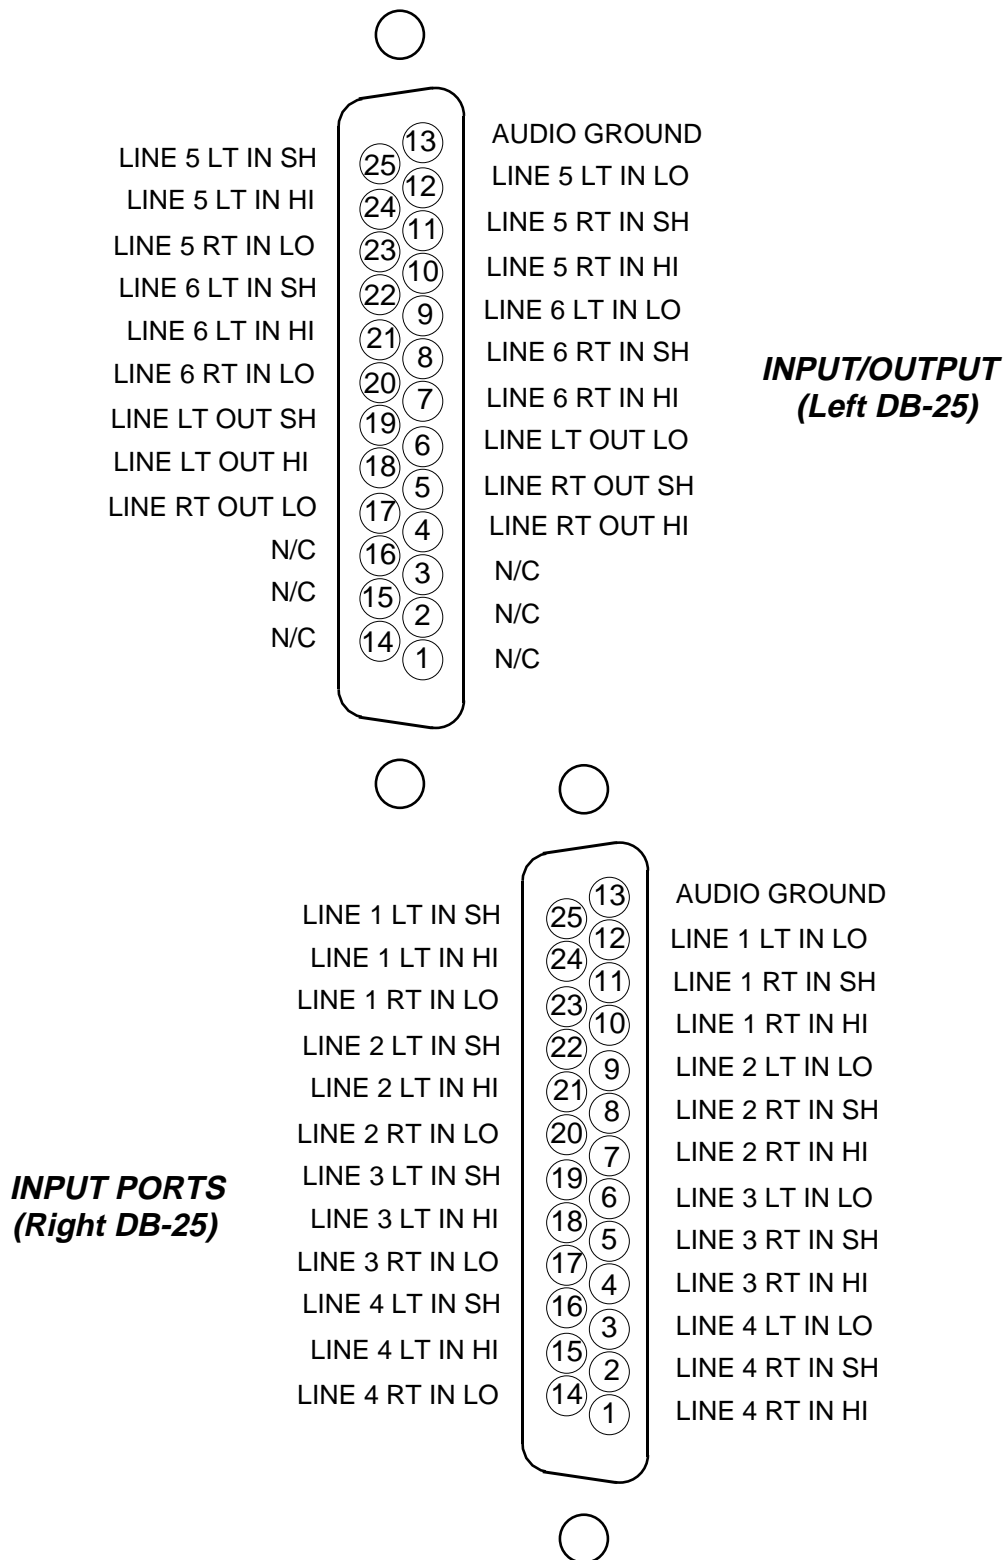 13 AUDIO GROUND
LINE 5 LT IN SH 25
12 LINE 5 LT IN LO
LINE 5 LT IN HI 24
11 LINE 5 RT IN SH
LINE 5 RT IN LO 23
10 LINE 5 RT IN HI
LINE 6 LT IN SH 22
9 LINE 6 LT IN LO
LINE 6 LT IN HI 21
8 LINE 6 RT IN SH
LINE 6 RT IN LO 20
7 LINE 6 RT IN HI
LINE LT OUT SH 19
6 LINE LT OUT LO
LINE LT OUT HI 18
5 LINE RT OUT SH
LINE RT OUT LO 17
4 LINE RT OUT HI
N/C 16
3 N/C
N/C 15
2 N/C
N/C 14
1 N/C
INPUT/OUTPUT
(Left DB-25)
13 AUDIO GROUND
LINE 1 LT IN SH 25
12 LINE 1 LT IN LO
LINE 1 LT IN HI 24
11 LINE 1 RT IN SH
LINE 1 RT IN LO 23
10 LINE 1 RT IN HI
LINE 2 LT IN SH 22
9 LINE 2 LT IN LO
LINE 2 LT IN HI 21
8 LINE 2 RT IN SH
LINE 2 RT IN LO 20
7 LINE 2 RT IN HI
LINE 3 LT IN SH 19
6 LINE 3 LT IN LO
LINE 3 LT IN HI 18
5 LINE 3 RT IN SH
LINE 3 RT IN LO 17
4 LINE 3 RT IN HI
LINE 4 LT IN SH 16
3 LINE 4 LT IN LO
LINE 4 LT IN HI 15
2 LINE 4 RT IN SH
LINE 4 RT IN LO 14
1 LINE 4 RT IN HI
INPUT PORTS
(Right DB-25)